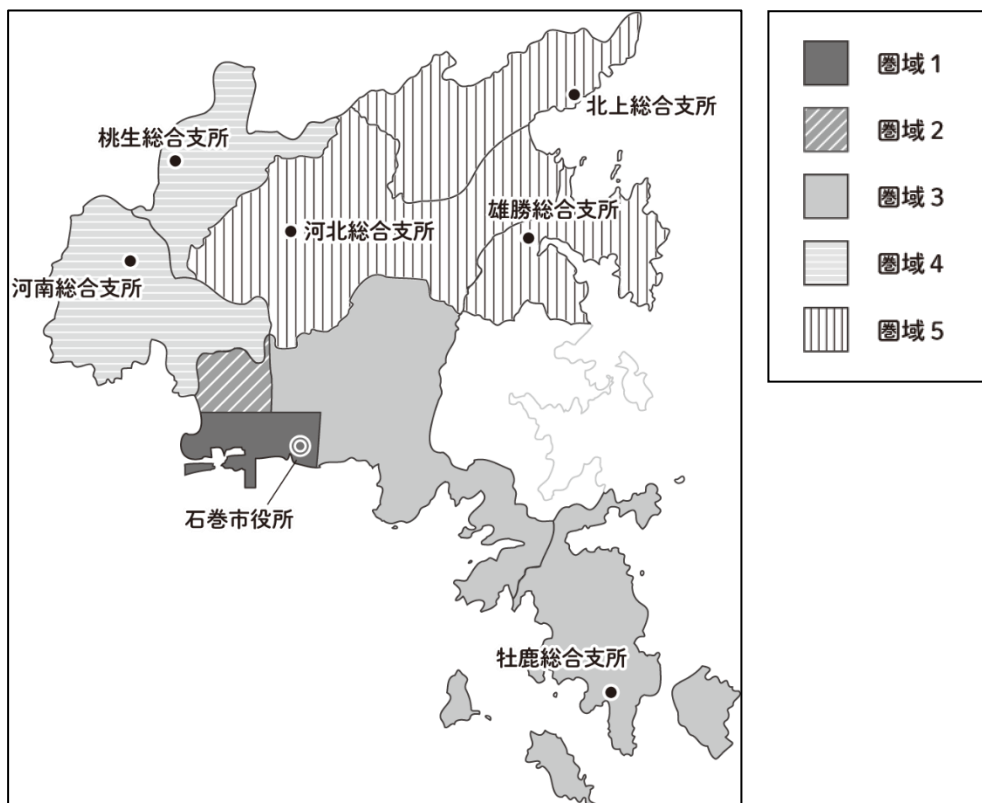 北上総合支所
桃生総合支所
雄勝総合支所
河北総合支所
河南総合支所
石巻市役所
牡鹿総合支所
圏域1
圏域2
圏域3
圏域4
圏域5